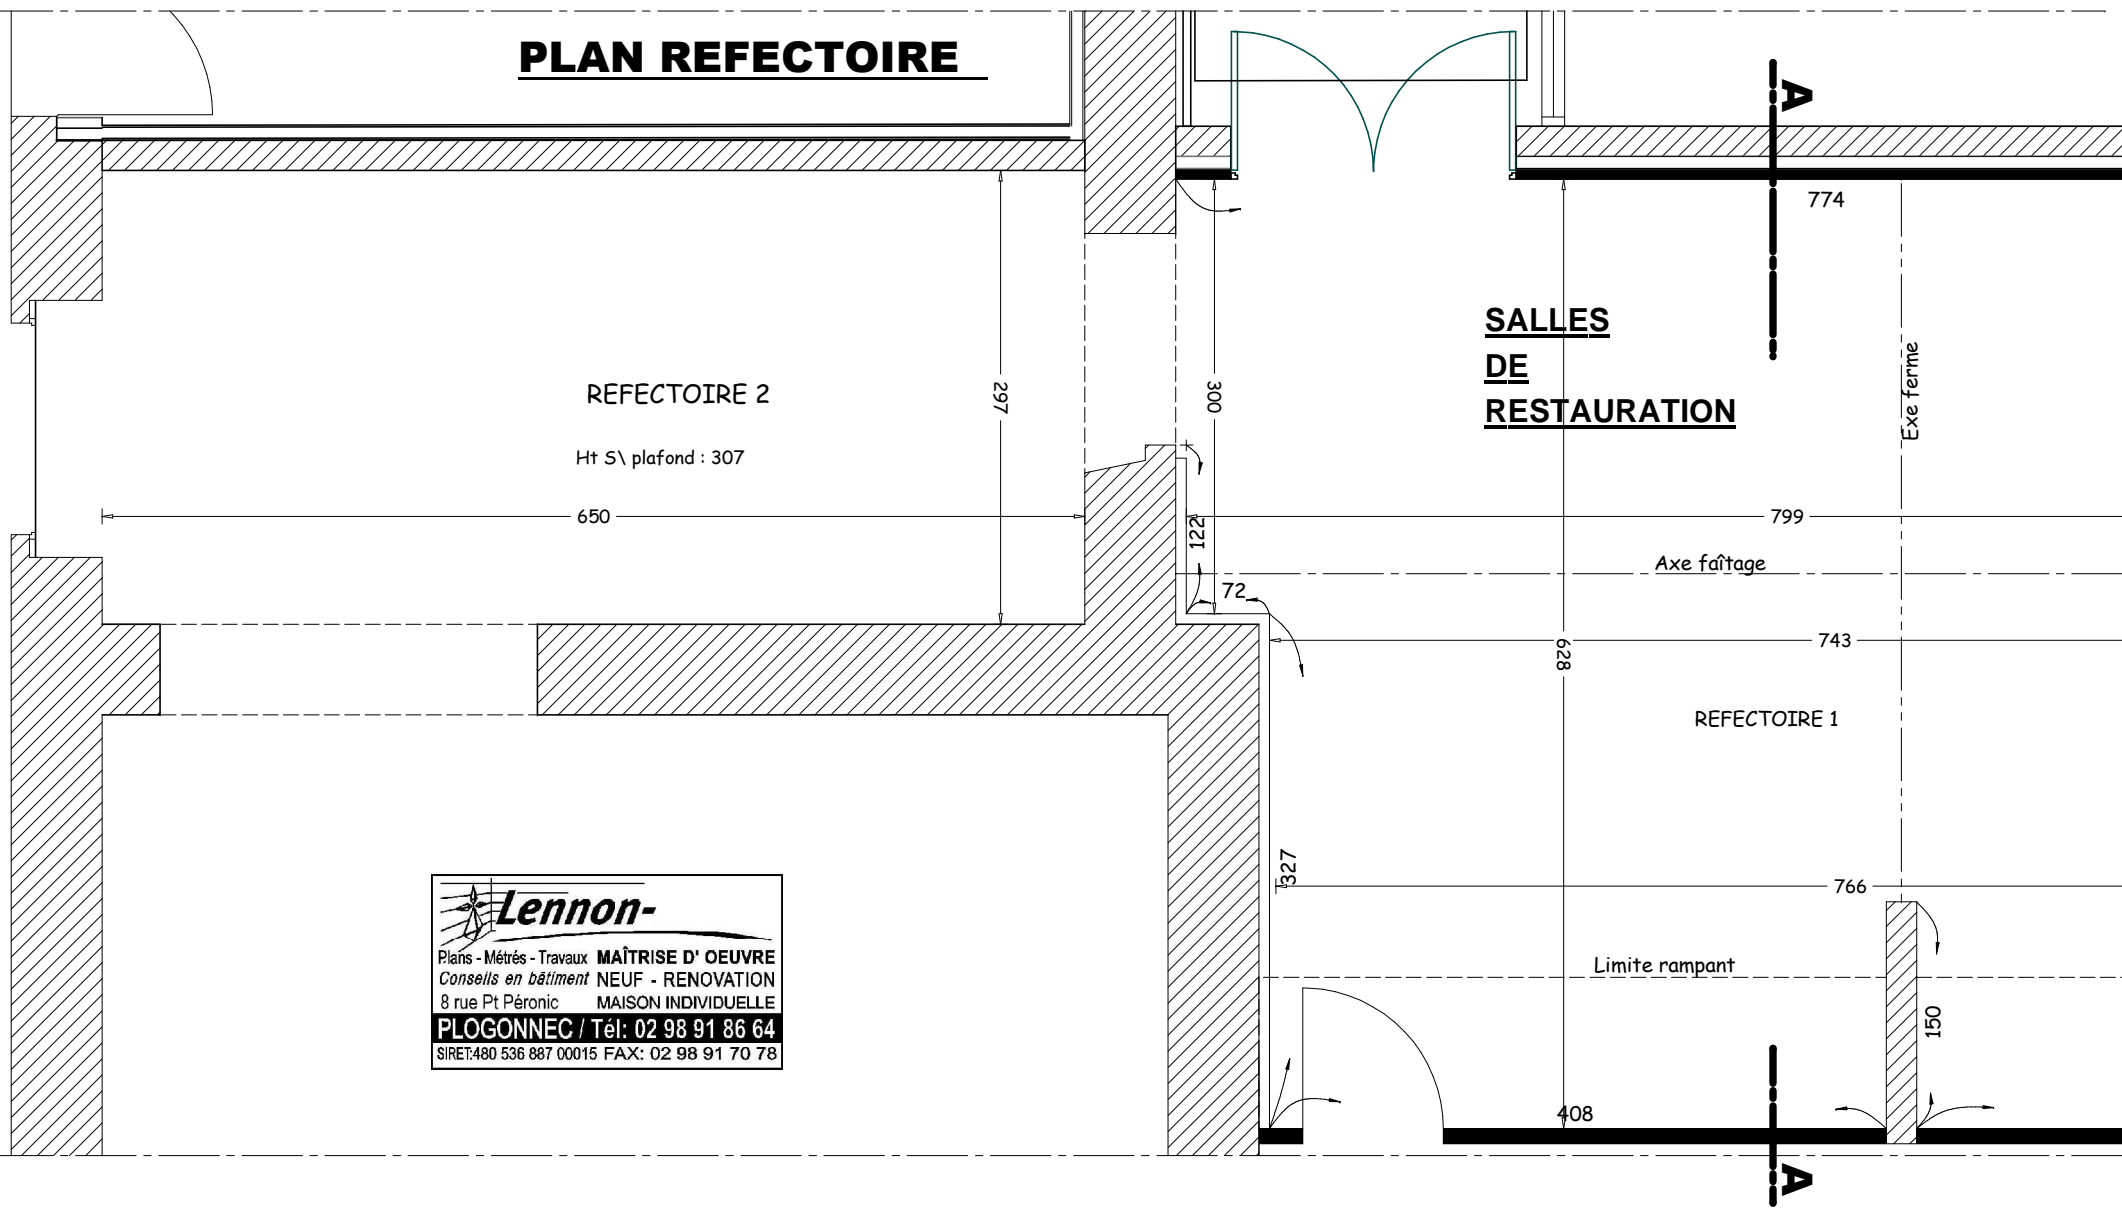 PLAN REFECTOIRE
A
774
SALLES
DE
RESTAURATION
Exe ferme
REFECTOIRE 2
297
300
Ht S\ plafond : 307
650
122
799
Axe faîtage
72
743
628
REFECTOIRE 1
327
766
Lennon-
Plans - Métrés - Travaux MAÎTRISE D' OEUVRE
Conseils en bâtiment NEUF - RENOVATION
8 rue Pt Péronic MAISON INDIVIDUELLE
PLOGONNEC / Tél: 02 98 91 86 64
SIRET:480 536 887 00015 FAX: 02 98 91 70 78
Limite rampant
150
408
A